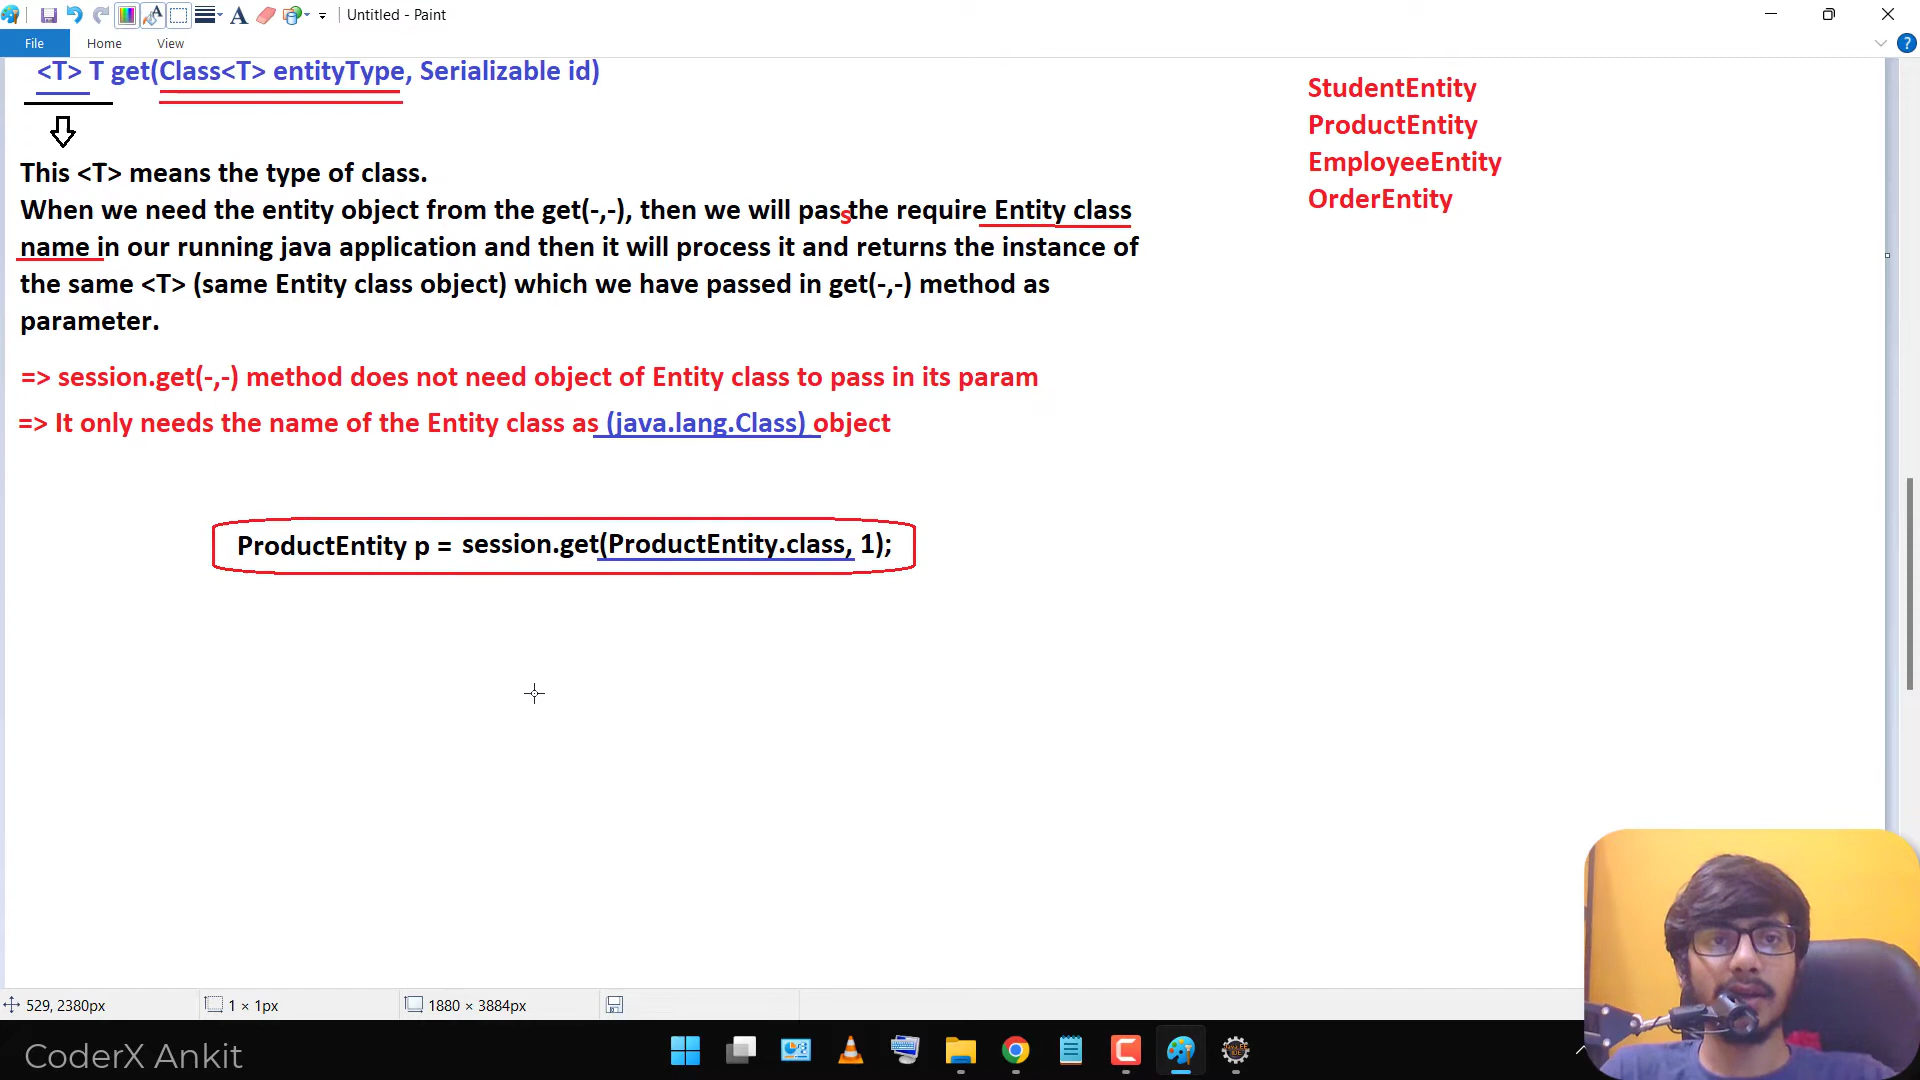 Untitled - Paint
File Home View
<T> T get(Class<T> entityType, Serializable id)
StudentEntity
ProductEntity
EmployeeEntity
OrderEntity
This <T> means the type of class.
When we need the entity object from the get(-,-), then we will pass the require Entity class
name in our running java application and then it will process it and returns the instance of
the same <T> (same Entity class object) which we have passed in get(-,-) method as
parameter.
=> session.get(-,-) method does not need object of Entity class to pass in its param
=> It only needs the name of the Entity class as (java.lang.Class) object
ProductEntity p = session.get(ProductEntity.class, 1);
529, 2380px 1 × 1px 1880 × 3884px
CoderX Ankit